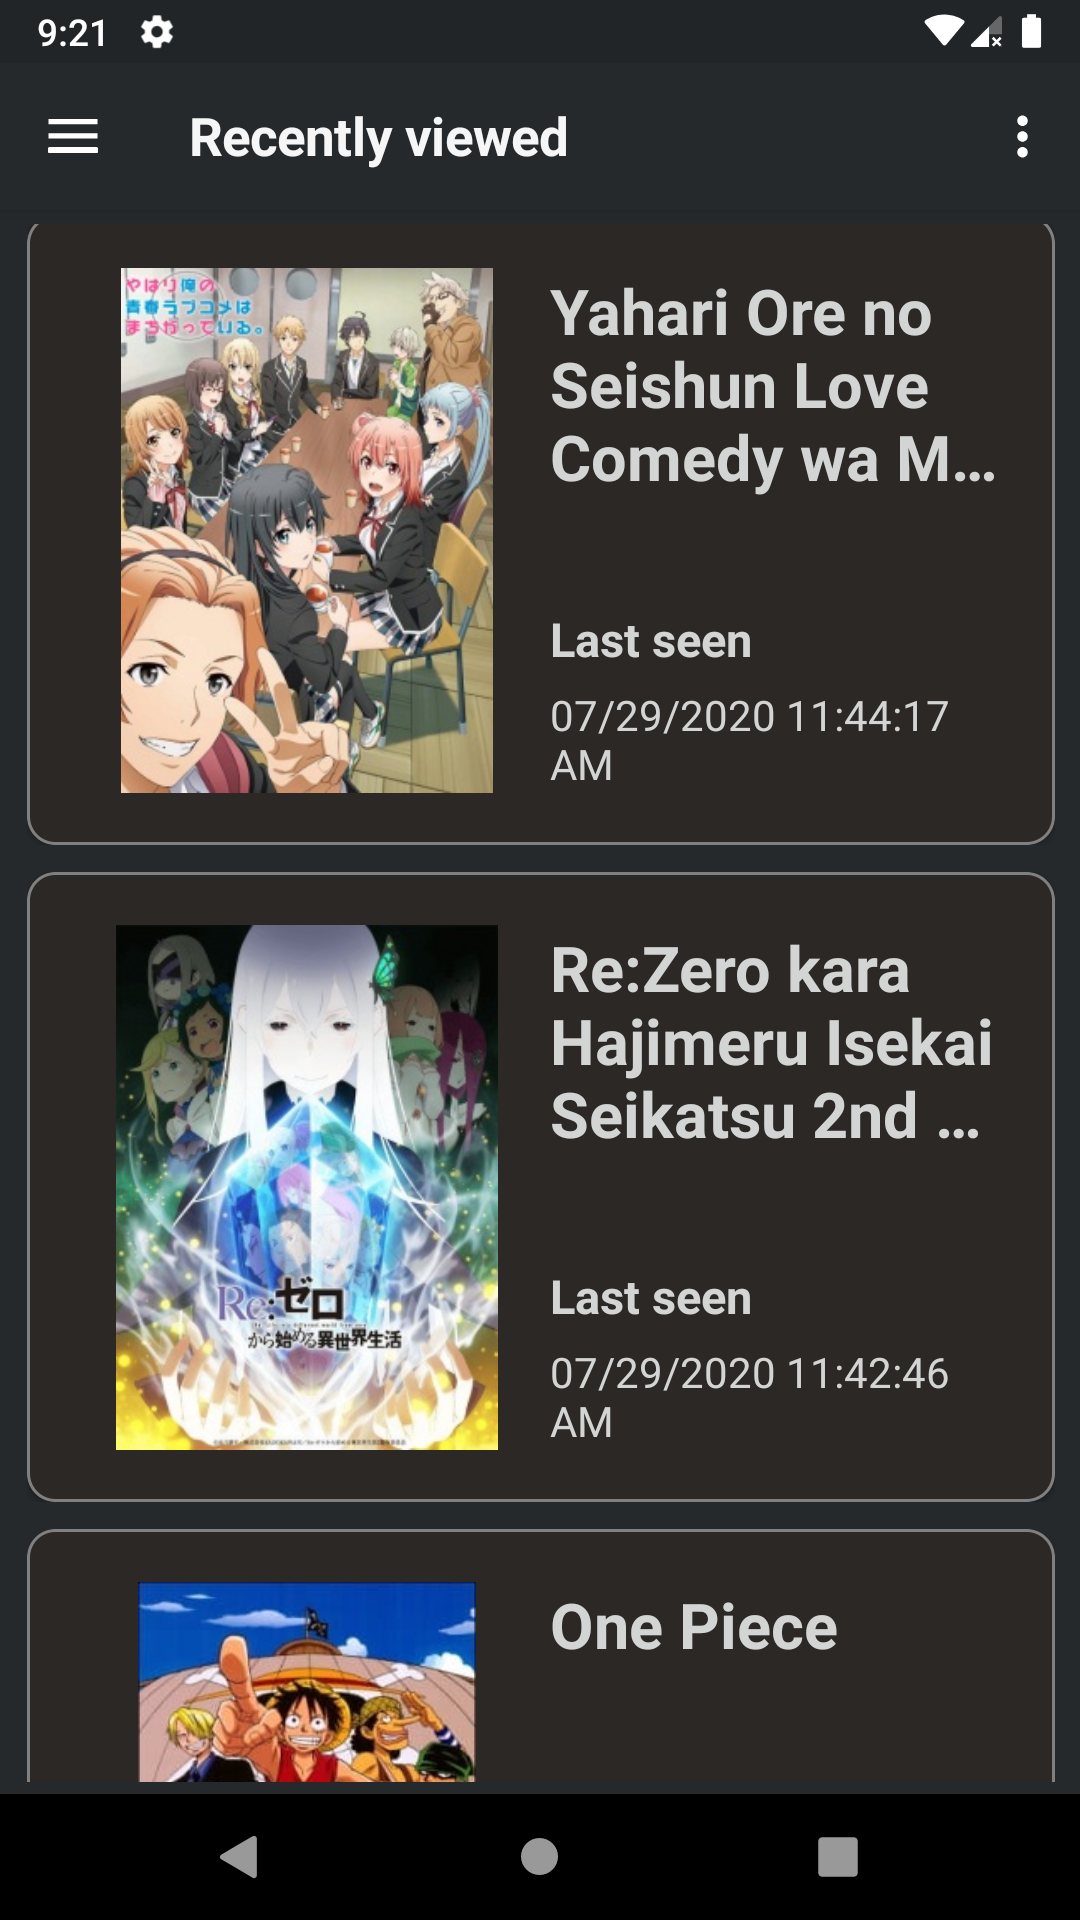 9:21
Recently viewed
やはり俺の
青春ラブコメは
まちがっている。
Yahari Ore no
Seishun Love
Comedy wa M...
Last seen
07/29/2020 11:44:17
AM
Re:ゼロ
から始める異世界生活
Re:Zero kara
Hajimeru Isekai
Seikatsu 2nd ...
Last seen
07/29/2020 11:42:46
AM
One Piece